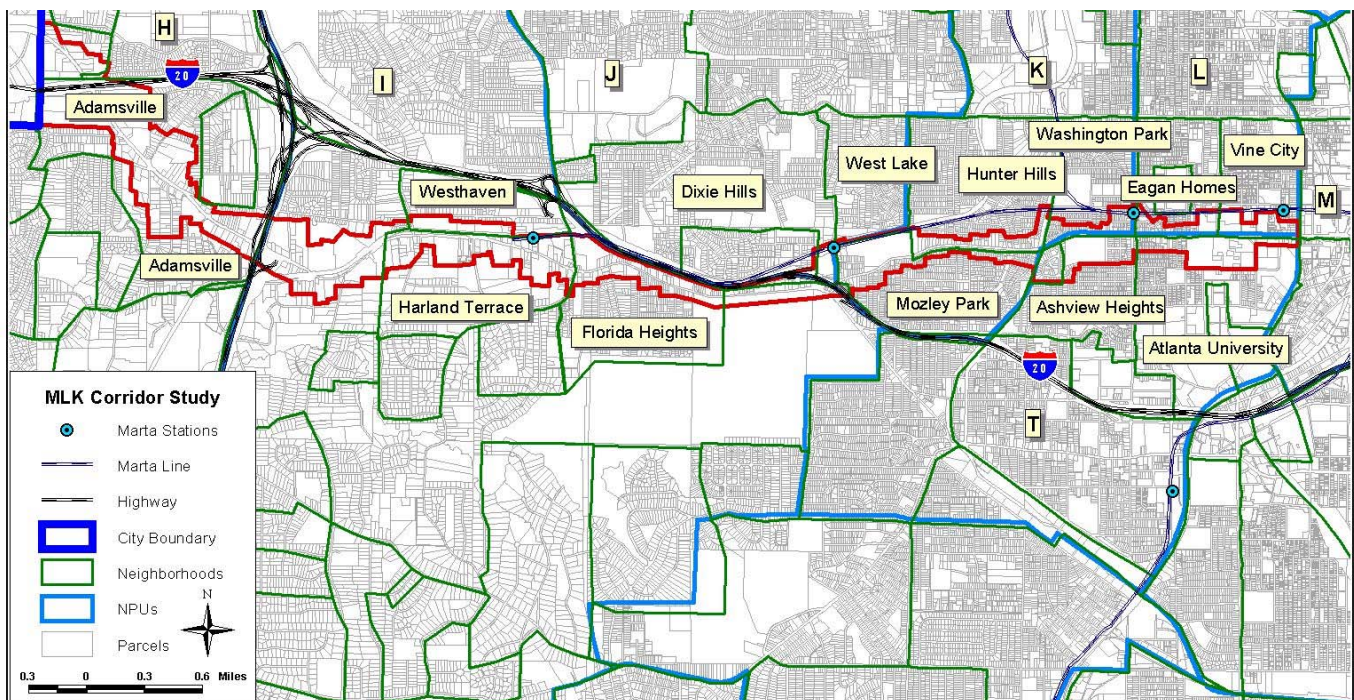 H
I
J
K
L
M
T
20
Adamsville
Westhaven
Dixie Hills
West Lake
Hunter Hills
Washington Park
Eagan Homes
Vine City
Adamsville
Harland Terrace
Florida Heights
Mozley Park
Ashview Heights
Atlanta University
20
MLK Corridor Study
Marta Stations
Marta Line
Highway
City Boundary
Neighborhoods
NPUs
Parcels
N
0.3 0 0.3 0.6 Miles